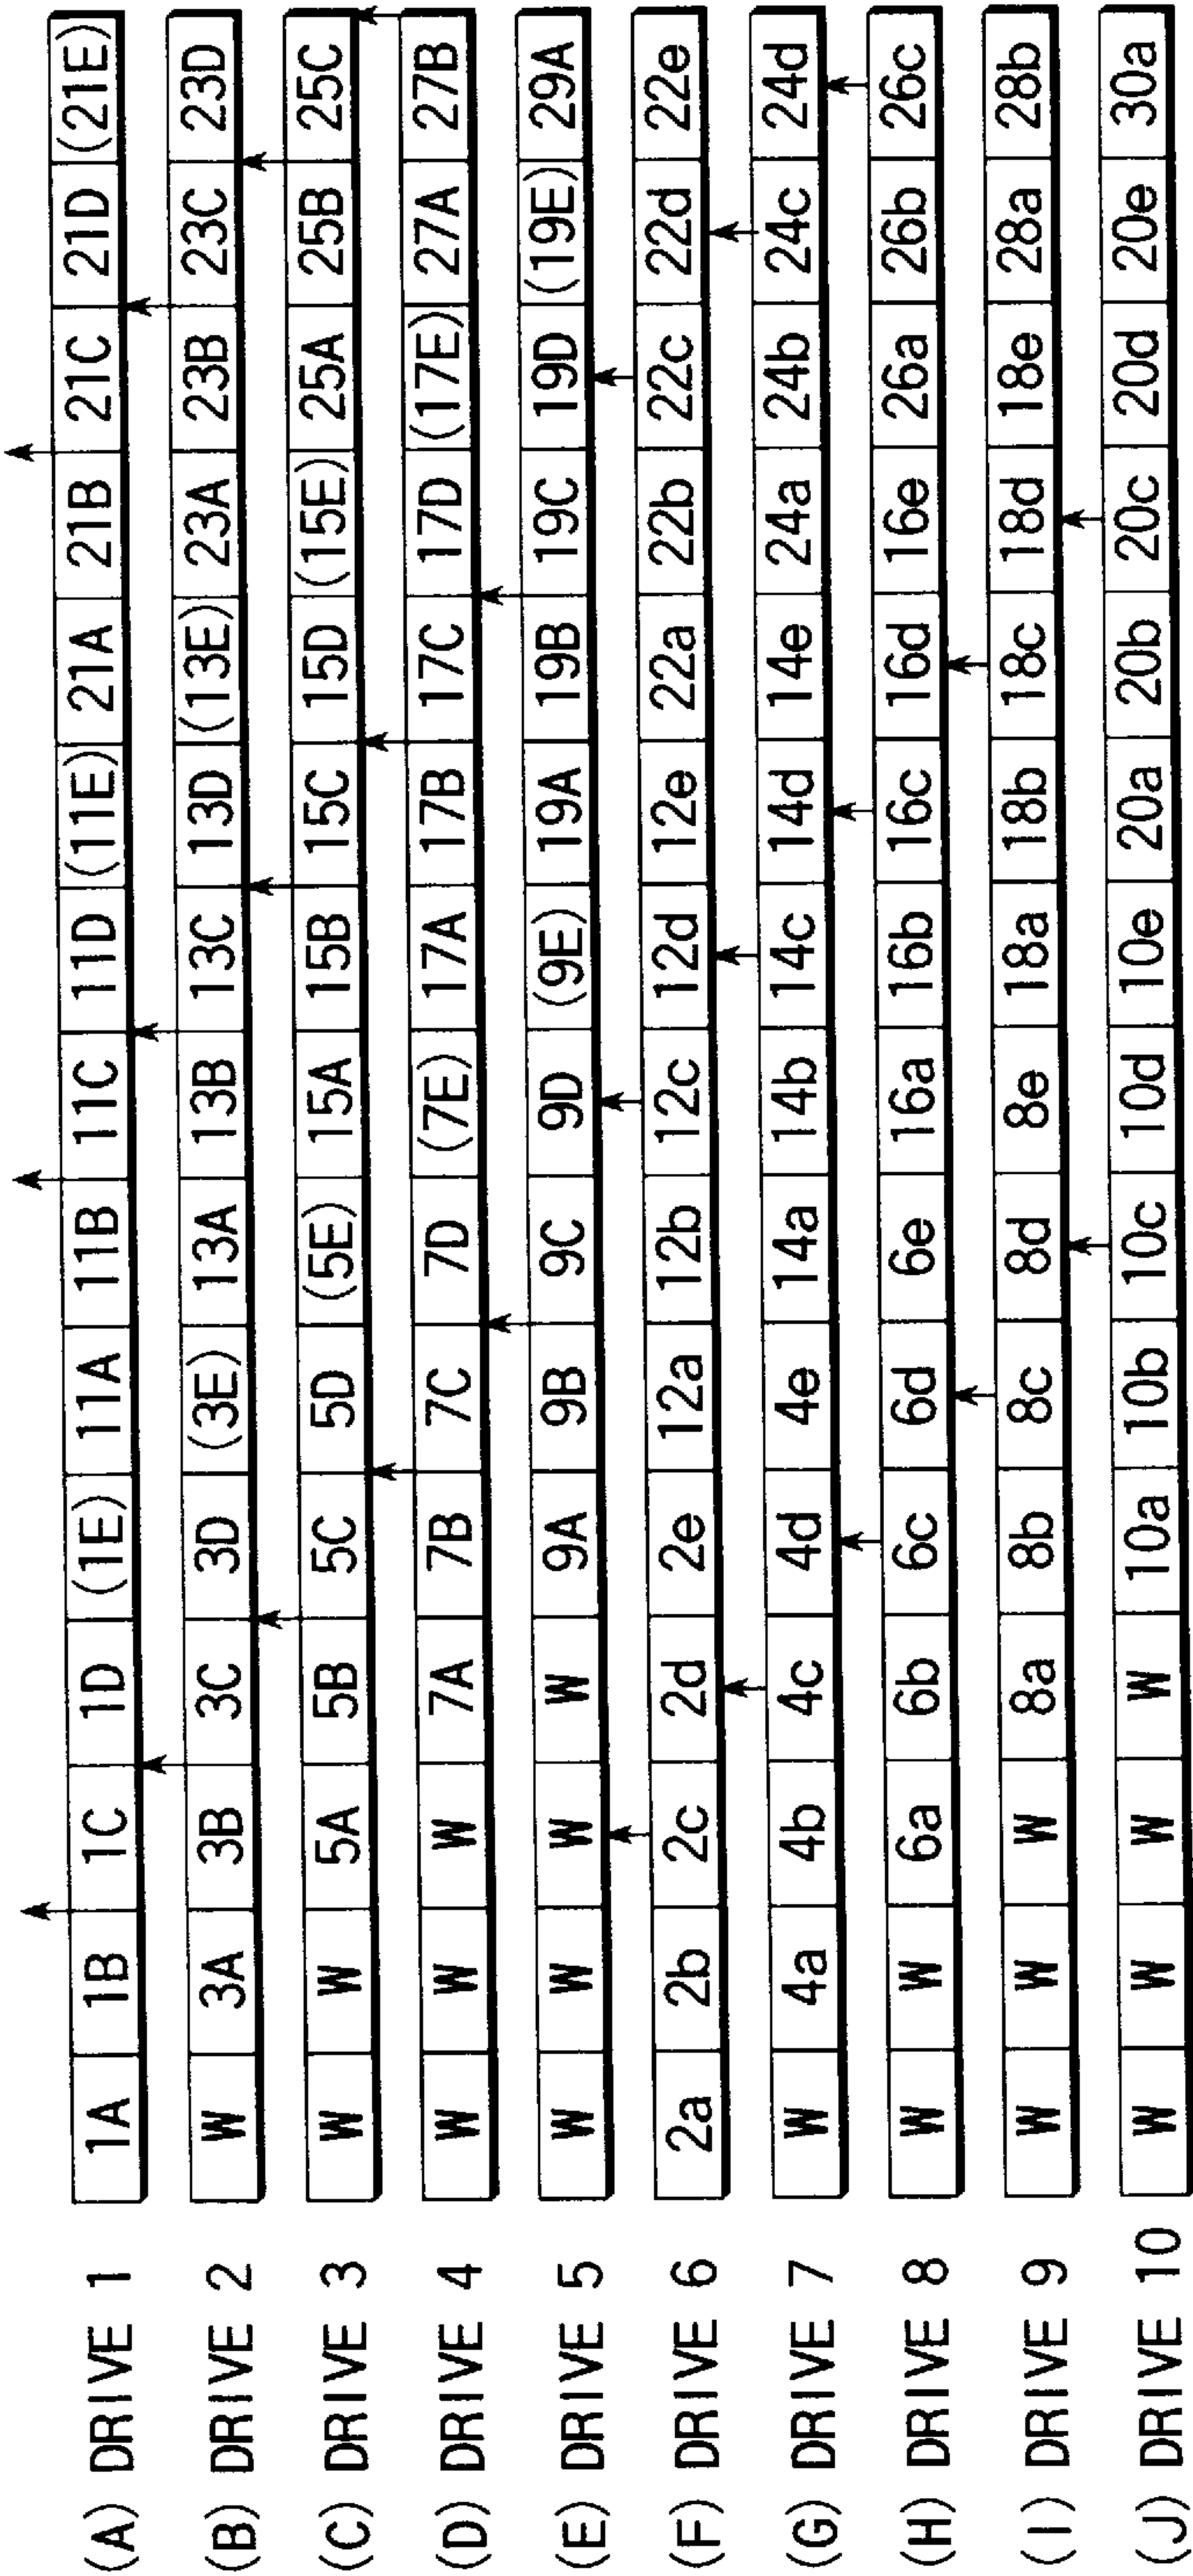 (A) DRIVE 1 1A 1B 1C 1D (1E) 11A 11B 11C 11D (11E) 21A 21B 21C 21D (21E)
(B) DRIVE 2 W 3A 3B 3C 3D (3E) 13A 13B 13C 13D (13E) 23A 23B 23C 23D
(C) DRIVE 3 W W 5A 5B 5C 5D (5E) 15A 15B 15C 15D (15E) 25A 25B 25C
(D) DRIVE 4 W W W 7A 7B 7C 7D (7E) 17A 17B 17C 17D (17E) 27A 27B
(E) DRIVE 5 W W W W 9A 9B 9C 9D (9E) 19A 19B 19C 19D (19E) 29A
(F) DRIVE 6 2a 2b 2c 2d 2e 12a 12b 12c 12d 12e 22a 22b 22c 22d 22e
(G) DRIVE 7 W 4a 4b 4c 4d 4e 14a 14b 14c 14d 14e 24a 24b 24c 24d
(H) DRIVE 8 W W 6a 6b 6c 6d 6e 16a 16b 16c 16d 16e 26a 26b 26c
(I) DRIVE 9 W W W 8a 8b 8c 8d 8e 18a 18b 18c 18d 18e 28a 28b
(J) DRIVE 10 W W W W 10a 10b 10c 10d 10e 20a 20b 20c 20d 20e 30a